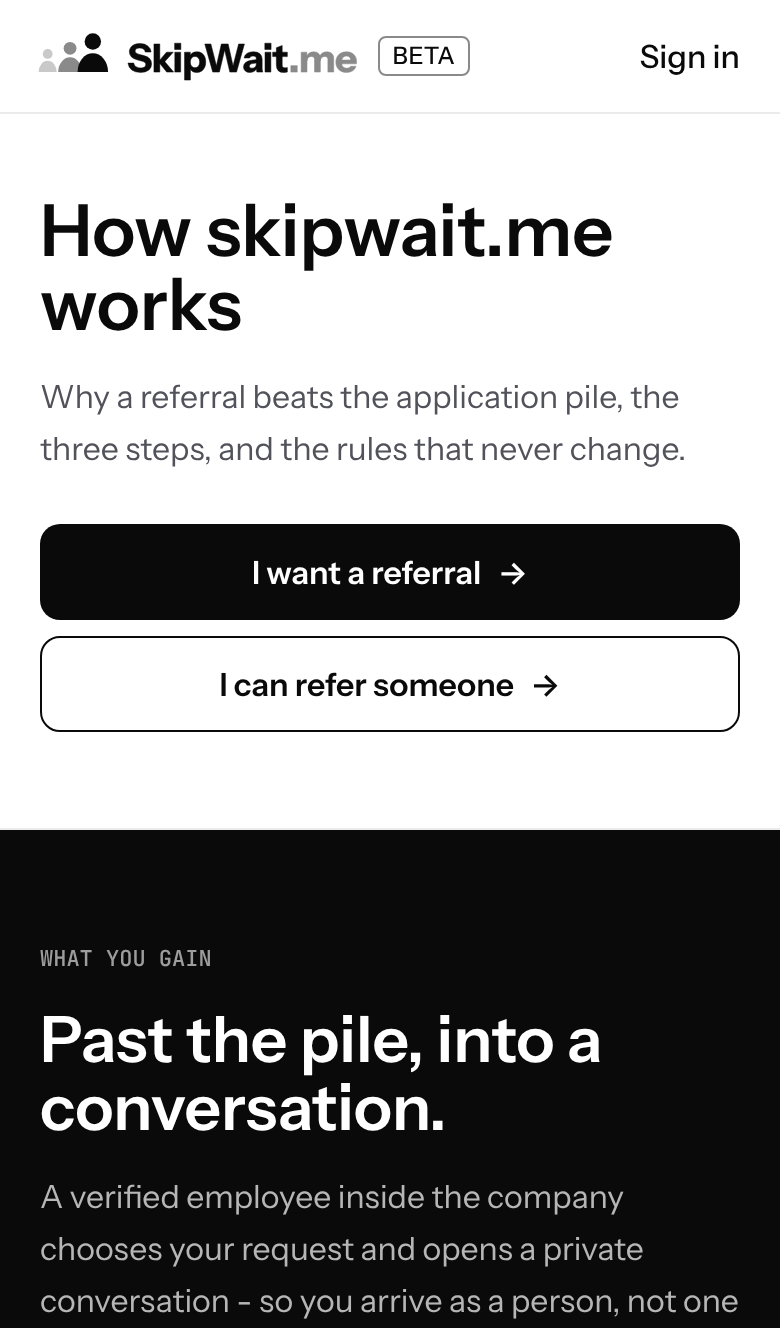 SkipWait.me BETA Sign in
How skipwait.me
works
Why a referral beats the application pile, the
three steps, and the rules that never change.
I want a referral →
I can refer someone →
WHAT YOU GAIN
Past the pile, into a
conversation.
A verified employee inside the company
chooses your request and opens a private
conversation - so you arrive as a person, not one